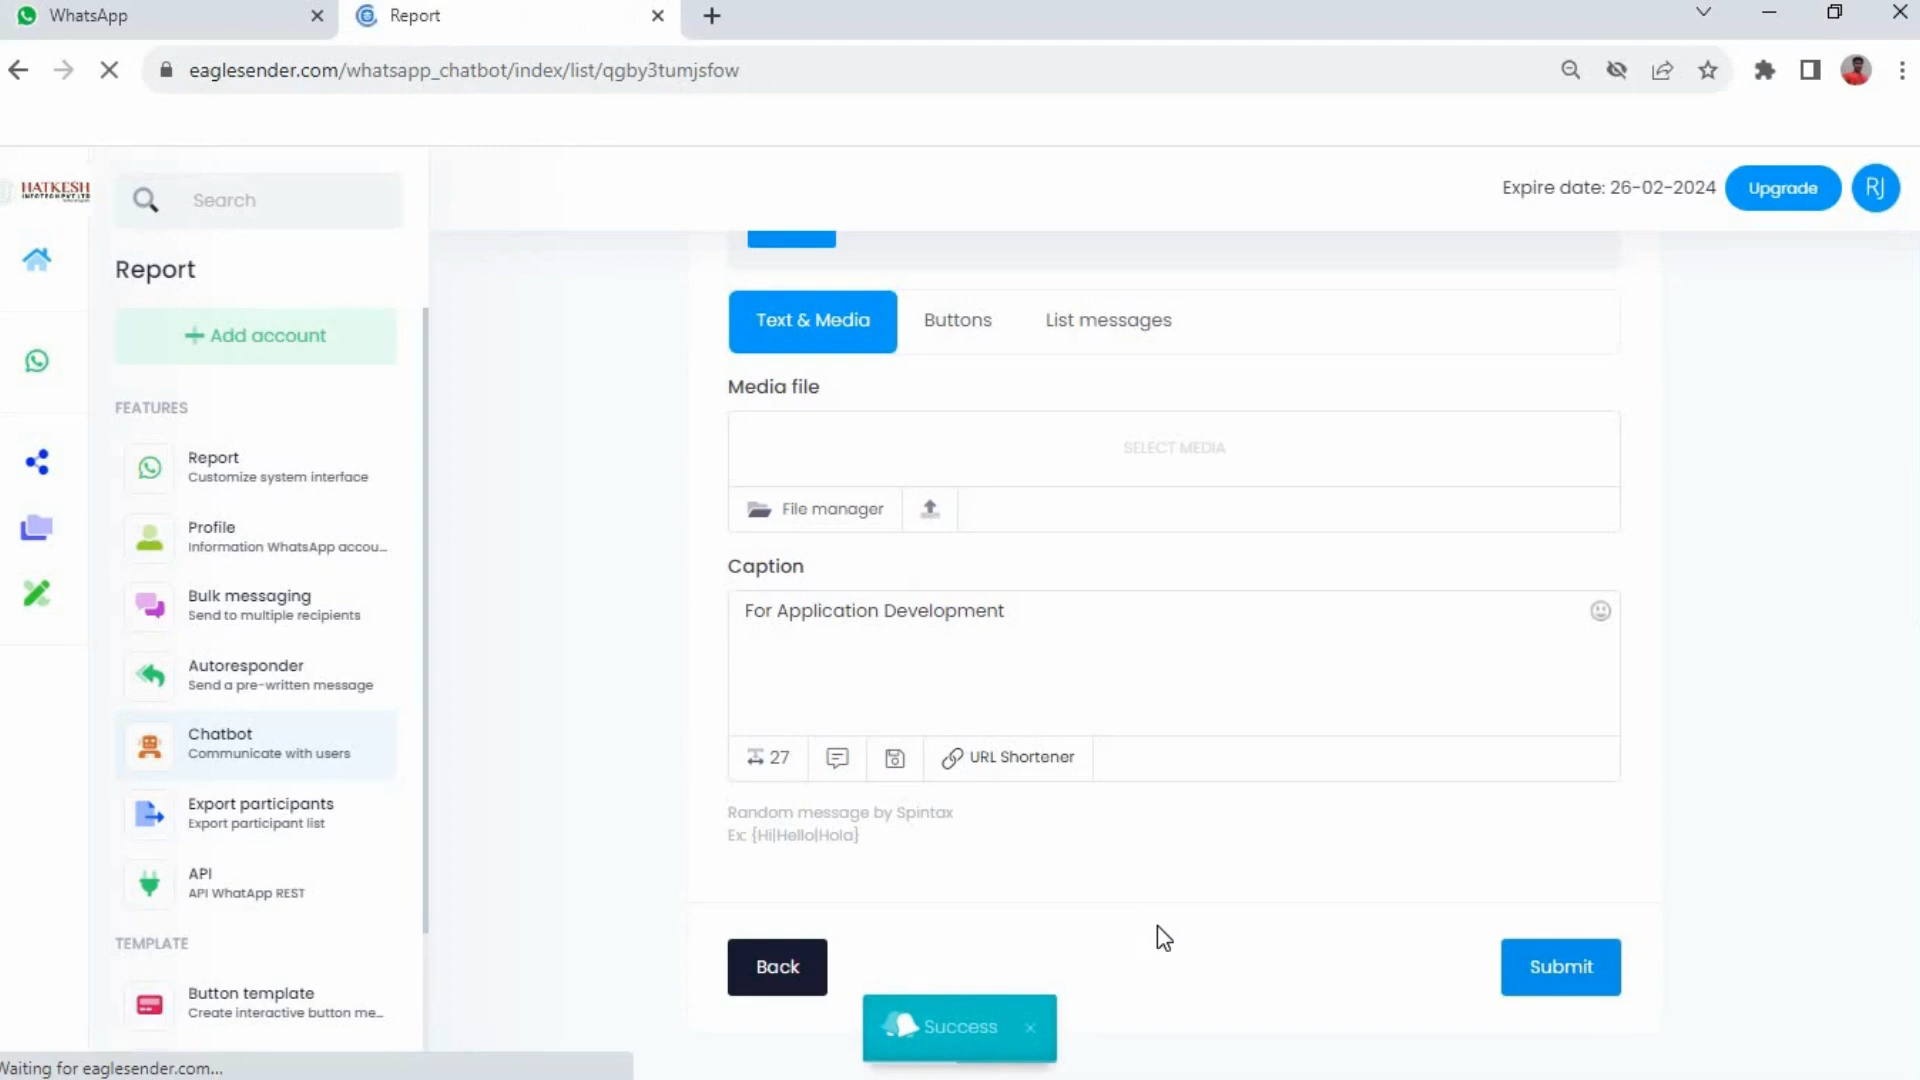 WhatsApp
Report
eaglesender.com/whatsapp_chatbot/index/list/qgby3tumjsfow
HATKESH
INFOTECH PVT LTD
Search
Expire date: 26-02-2024
Upgrade
RJ
Report
Add account
FEATURES
Report
Customize system interface
Profile
Information WhatsApp accou...
Bulk messaging
Send to multiple recipients
Autoresponder
Send a pre-written message
Chatbot
Communicate with users
Export participants
Export participant list
API
API WhatApp REST
TEMPLATE
Button template
Create interactive button me...
Text & Media
Buttons
List messages
Media file
SELECT MEDIA
File manager
Caption
For Application Development
27
URL Shortener
Random message by Spintax
Ex: {Hi|Hello|Hola}
Back
Submit
Success
Waiting for eaglesender.com...